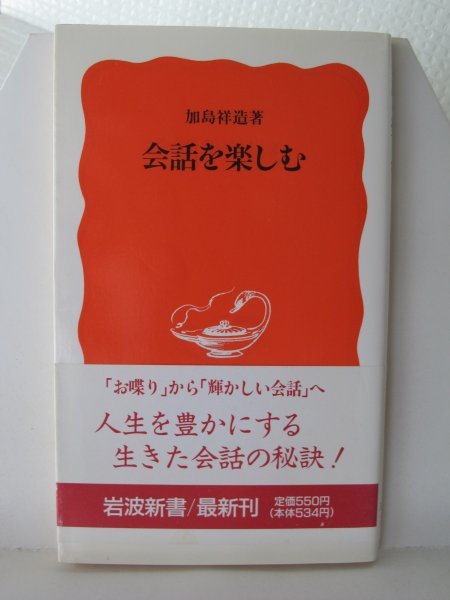 加島祥造著
会話を楽しむ
「お喋り」から「輝かしい会話」へ
人生を豊かにする
生きた会話の秘訣!
岩波新書/最新刊
定価550円
(本体534円)